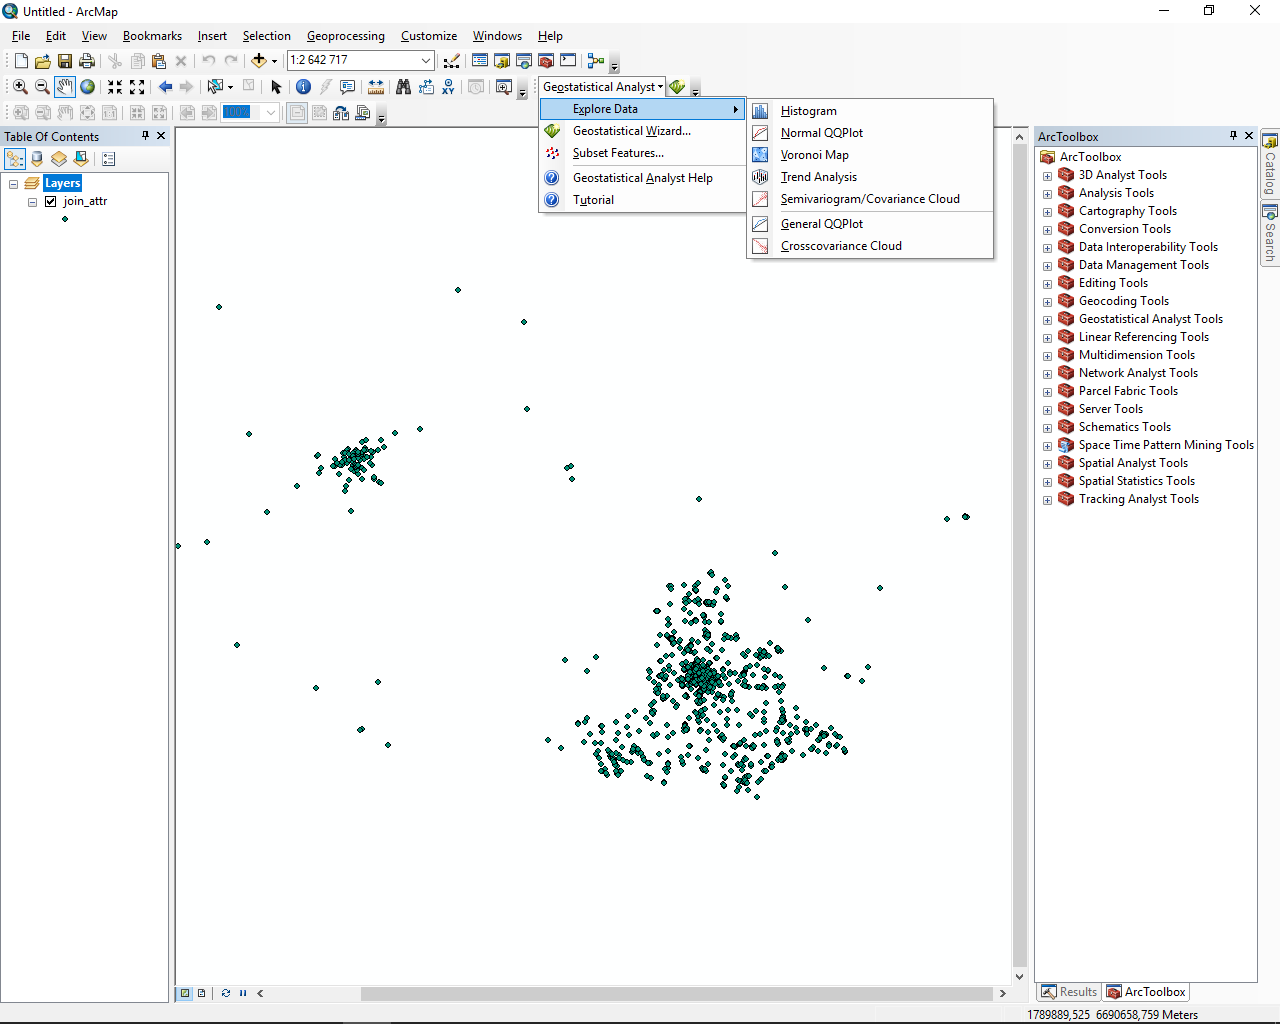 Untitled - ArcMap
File Edit View Bookmarks Insert Selection Geoprocessing Customize Windows Help
1:2 642 717
Geostatistical Analyst
100%
Explore Data
Geostatistical Wizard...
Subset Features...
Geostatistical Analyst Help
Tutorial
Histogram
Normal QQPlot
Voronoi Map
Trend Analysis
Semivariogram/Covariance Cloud
General QQPlot
Crosscovariance Cloud
Table Of Contents
Layers
join_attr
ArcToolbox
ArcToolbox
3D Analyst Tools
Analysis Tools
Cartography Tools
Conversion Tools
Data Interoperability Tools
Data Management Tools
Editing Tools
Geocoding Tools
Geostatistical Analyst Tools
Linear Referencing Tools
Multidimension Tools
Network Analyst Tools
Parcel Fabric Tools
Server Tools
Schematics Tools
Space Time Pattern Mining Tools
Spatial Analyst Tools
Spatial Statistics Tools
Tracking Analyst Tools
Catalog
Search
Results ArcToolbox
1789889,525 6690658,759 Meters